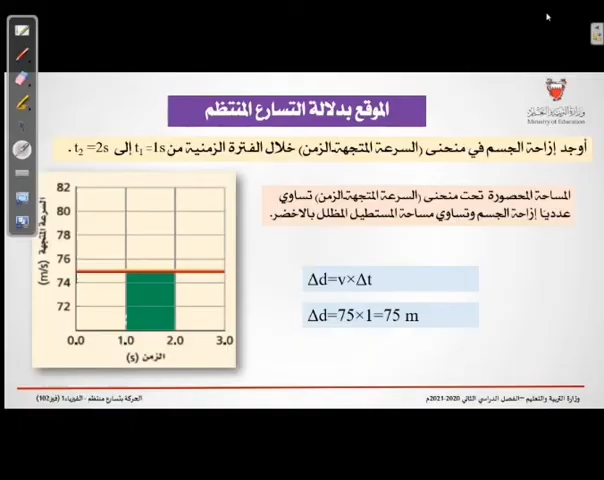 وزارة التربية والتعليم
Ministry of Education
الموقع بدلالة التسارع المنتظم
أوجد إزاحة الجسم في منحنى (السرعة المتجهة-الزمن) خلال الفترة الزمنية من t₁=1s إلى t₂=2s .
المساحة المحصورة تحت منحنى (السرعة المتجهة-الزمن) تساوي
عدديا إزاحة الجسم وتساوي مساحة المستطيل المظلل بالاخضر.
Δd=v×Δt
Δd=75×1=75 m
السرعة المتجهة (m/s)
82
80
78
76
74
72
0.0 1.0 2.0 3.0
الزمن (s)
وزارة التربية والتعليم –الفصل الدراسي الثاني 2020-2021م
الحركة بتسارع منتظم - الفيزياء1 (فيز102)